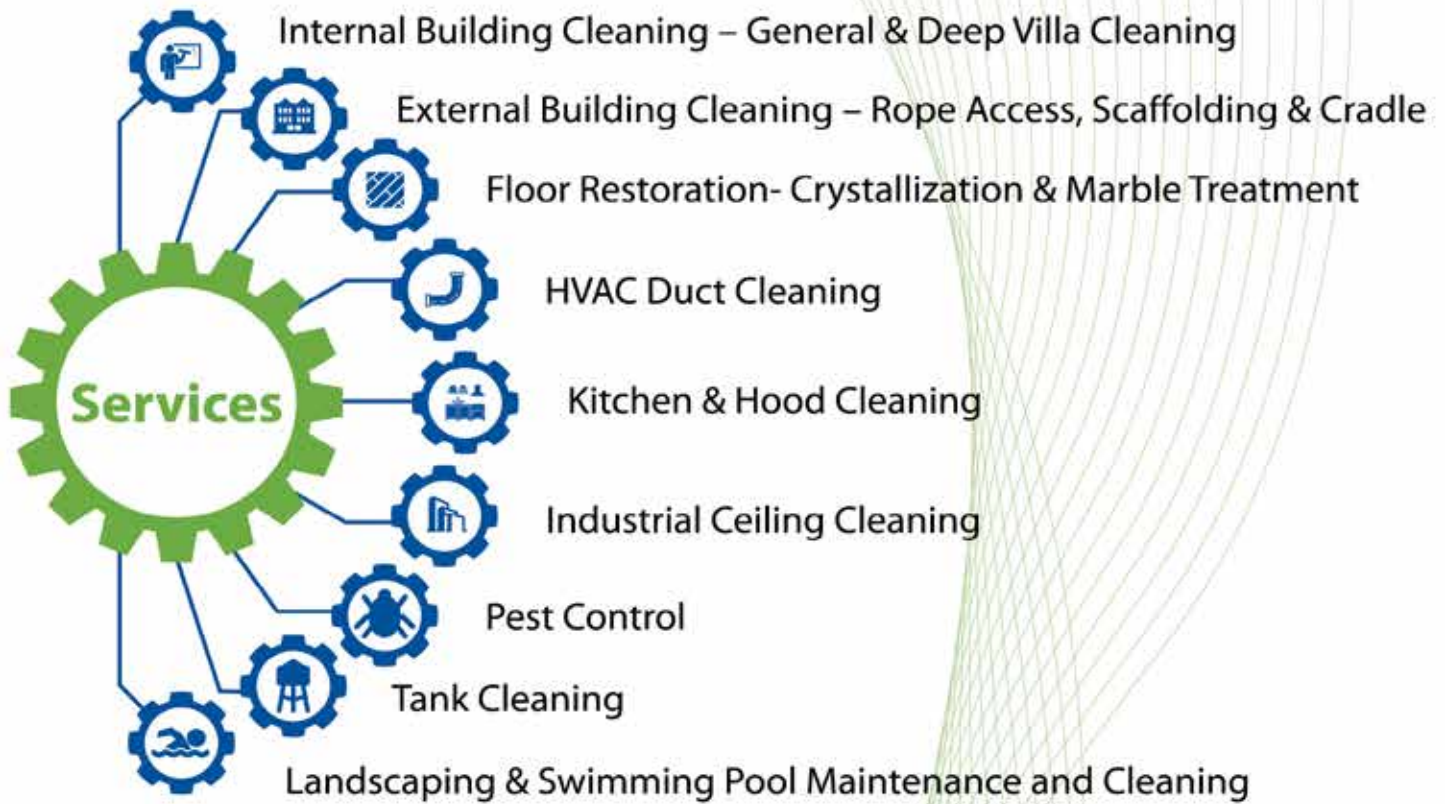 Internal Building Cleaning – General & Deep Villa Cleaning
External Building Cleaning – Rope Access, Scaffolding & Cradle
Floor Restoration- Crystallization & Marble Treatment
HVAC Duct Cleaning
Services
Kitchen & Hood Cleaning
Industrial Ceiling Cleaning
Pest Control
Tank Cleaning
Landscaping & Swimming Pool Maintenance and Cleaning